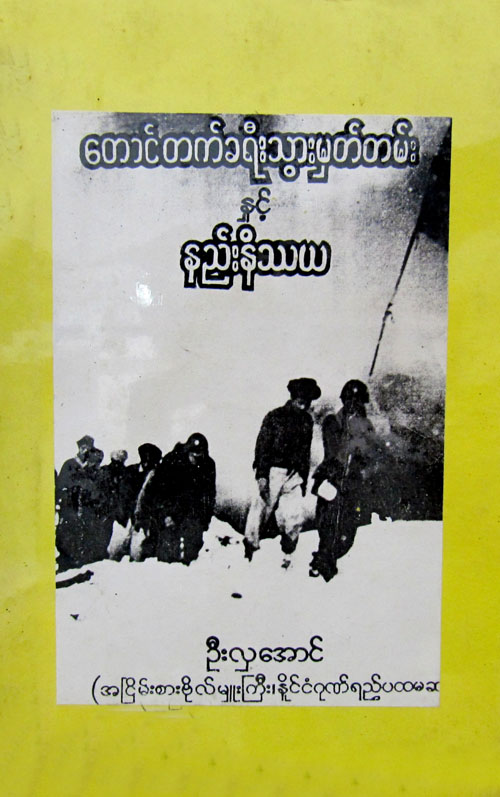 တောင်တက်ခရီးသွားမှတ်တမ်း
နှင့်
နည်းနိဿယ
ဦးလှအောင်
(အငြိမ်းစားဗိုလ်မှူးကြီး၊နိုင်ငံဂုဏ်ရည်ပထမဆ